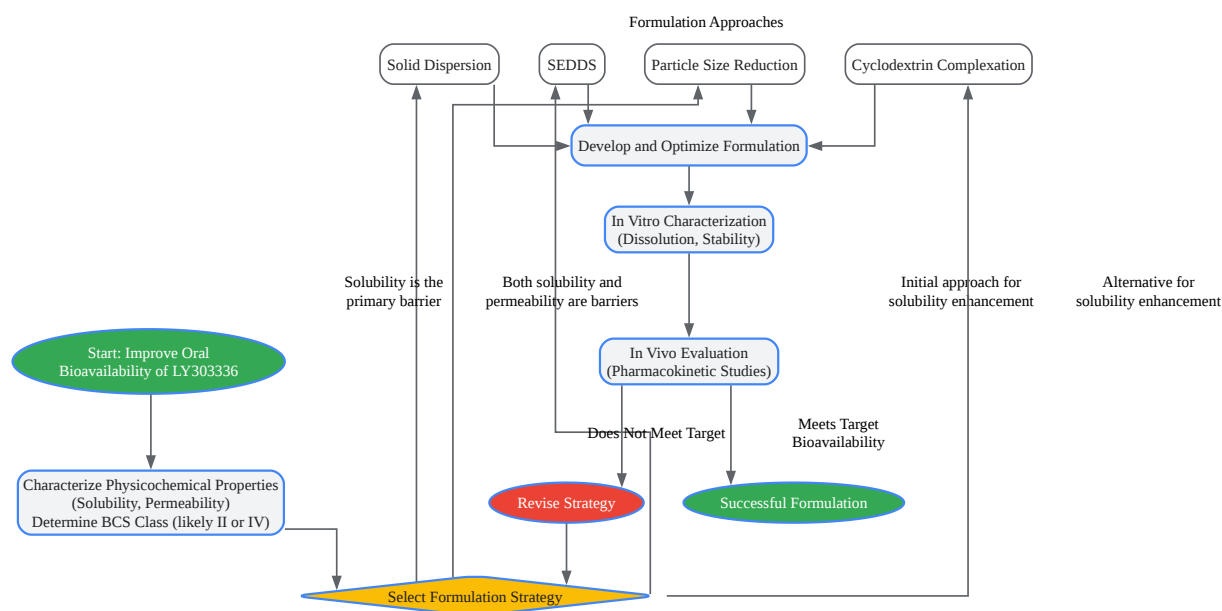 Formulation Approaches
Solid Dispersion
SEDDS
Particle Size Reduction
Cyclodextrin Complexation
Develop and Optimize Formulation
In Vitro Characterization
(Dissolution, Stability)
Solubility is the
primary barrier
Both solubility and
permeability are barriers
Initial approach for
solubility enhancement
Alternative for
solubility enhancement
Start: Improve Oral
Bioavailability of LY303336
In Vivo Evaluation
(Pharmacokinetic Studies)
Does Not Meet Target
Meets Target
Bioavailability
Characterize Physicochemical Properties
(Solubility, Permeability)
Determine BCS Class (likely II or IV)
Revise Strategy
Successful Formulation
Select Formulation Strategy